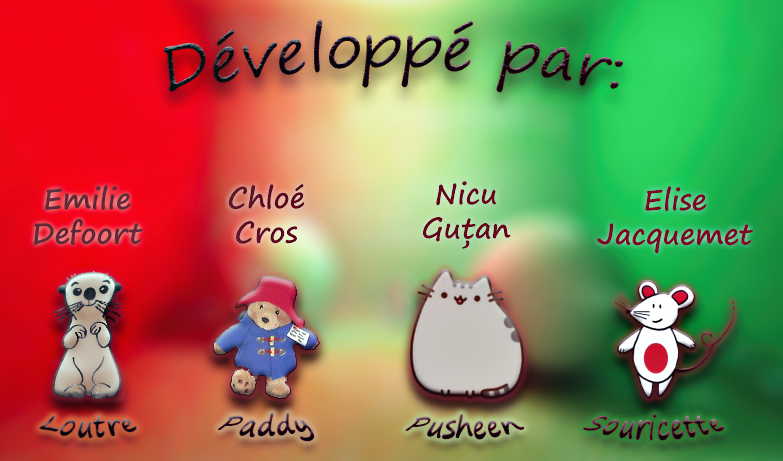 Développé par:
Emilie
Defoort
Chloé
Cros
Nicu
Guțan
Elise
Jacquemet
Loutre
Paddy
Pusheen
Souricette